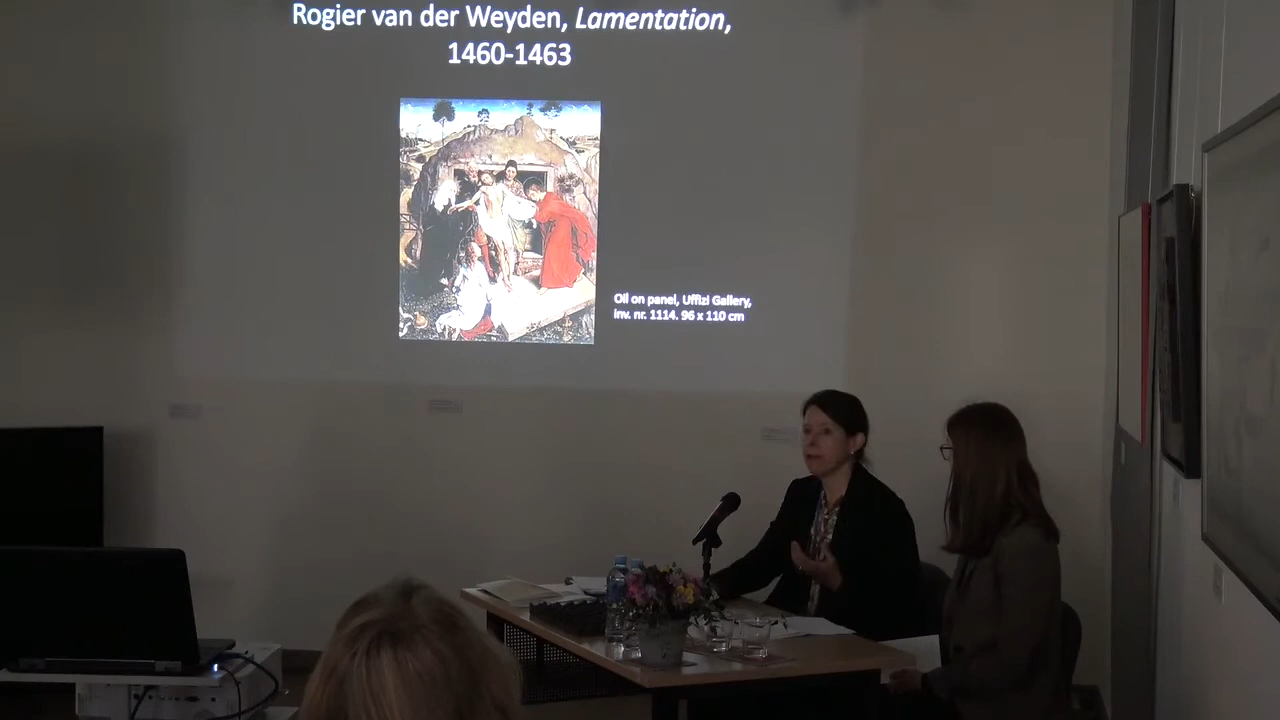 Rogier van der Weyden, Lamentation,
1460-1463
Oil on panel, Uffizi Gallery,
inv. nr. 1114. 96 x 110 cm